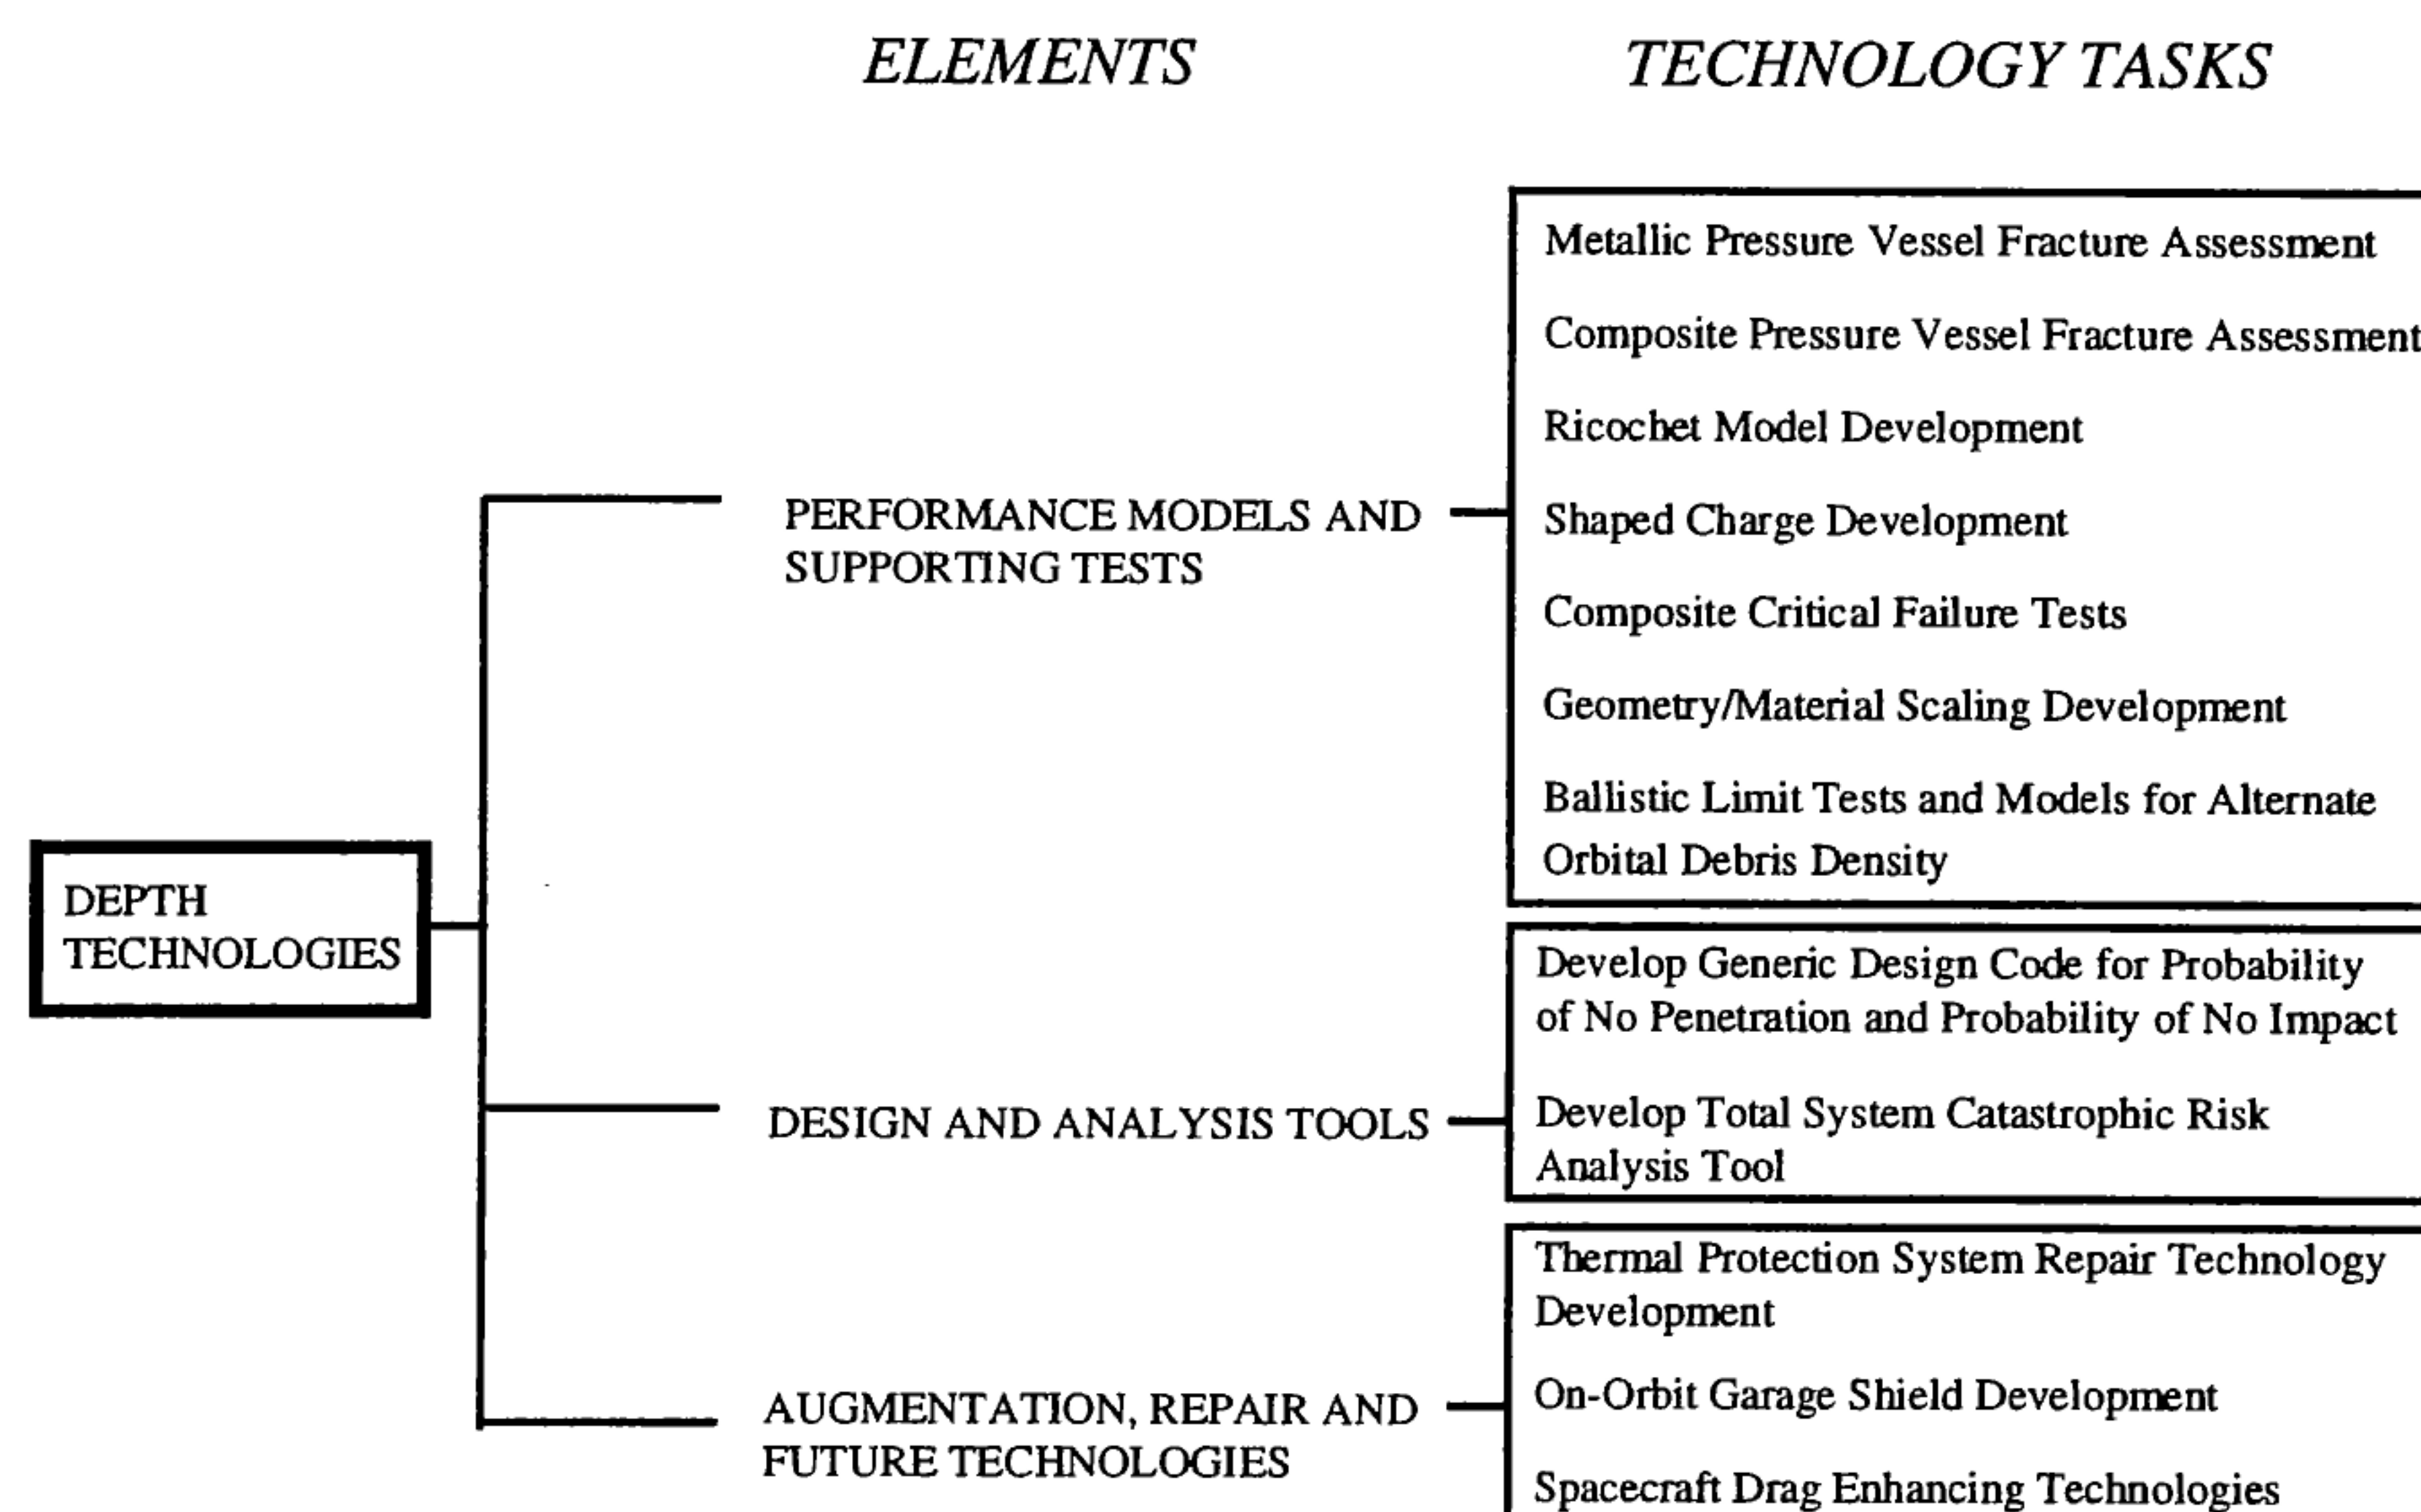 ELEMENTS
TECHNOLOGY TASKS
DEPTH
TECHNOLOGIES
PERFORMANCE MODELS AND
SUPPORTING TESTS
Metallic Pressure Vessel Fracture Assessment
Composite Pressure Vessel Fracture Assessment
Ricochet Model Development
Shaped Charge Development
Composite Critical Failure Tests
Geometry/Material Scaling Development
Ballistic Limit Tests and Models for Alternate
Orbital Debris Density
DESIGN AND ANALYSIS TOOLS
Develop Generic Design Code for Probability
of No Penetration and Probability of No Impact
Develop Total System Catastrophic Risk
Analysis Tool
AUGMENTATION, REPAIR AND
FUTURE TECHNOLOGIES
Thermal Protection System Repair Technology
Development
On-Orbit Garage Shield Development
Spacecraft Drag Enhancing Technologies